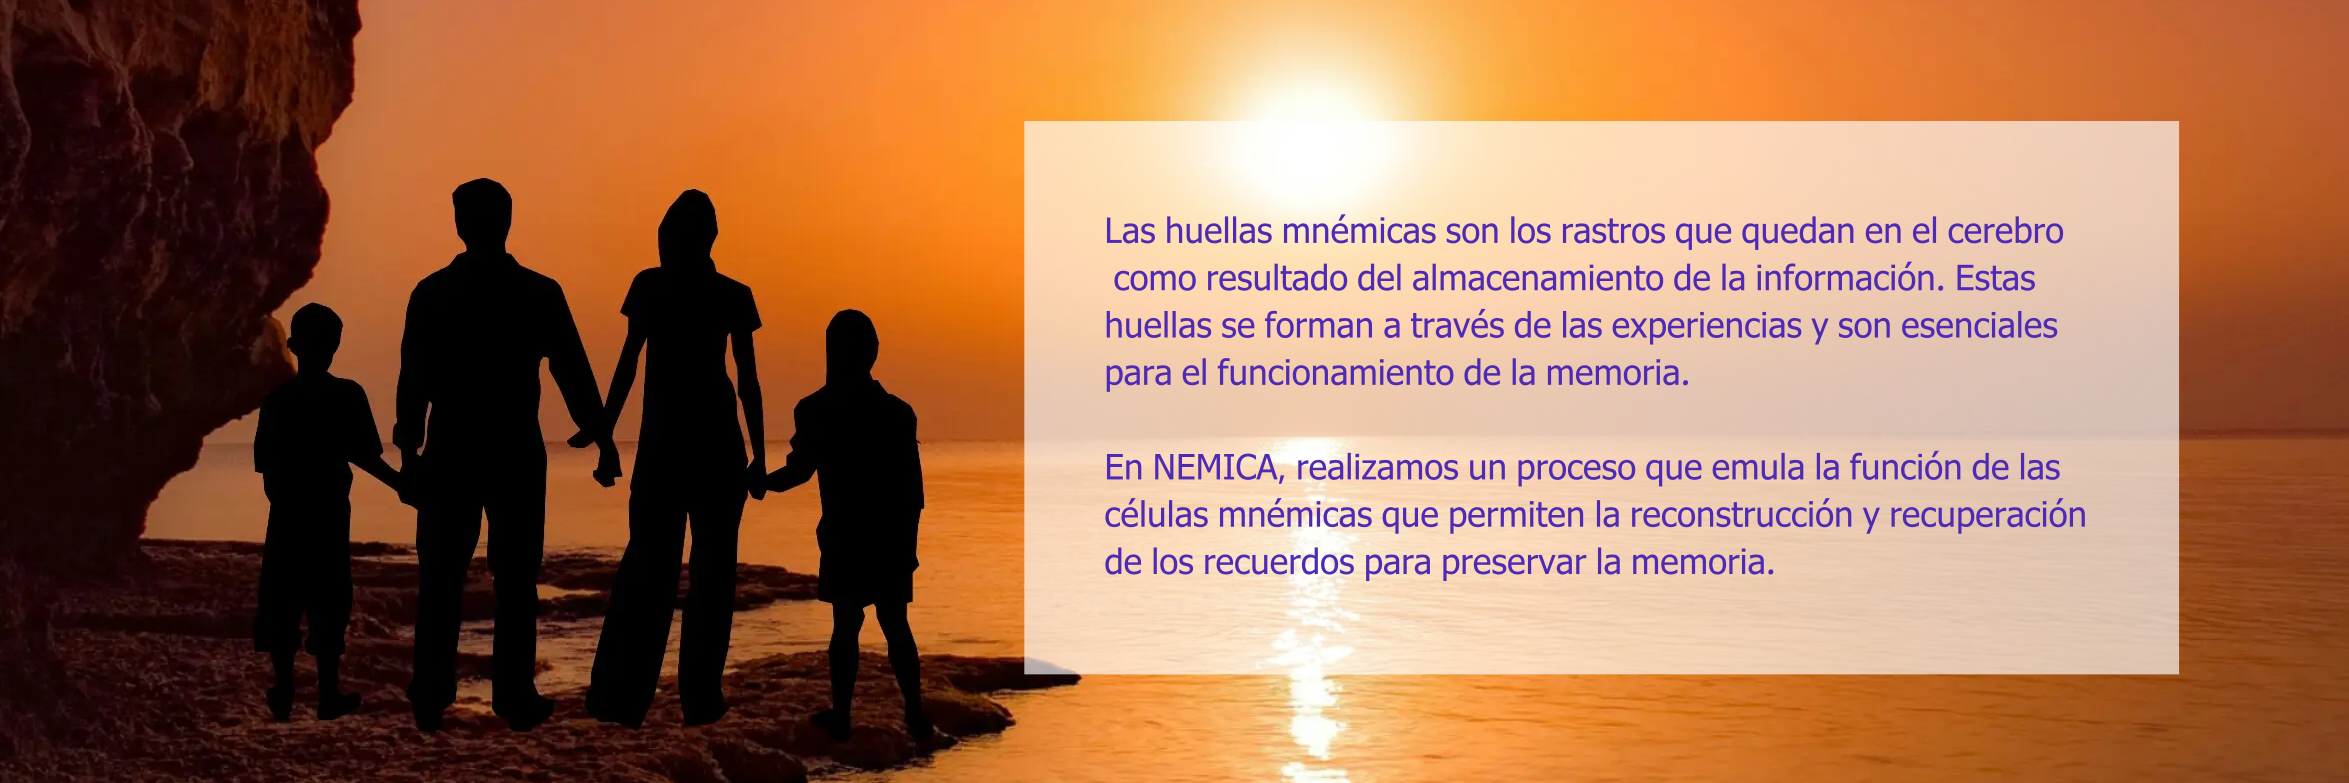 Las huellas mnémicas son los rastros que quedan en el cerebro
como resultado del almacenamiento de la información. Estas
huellas se forman a través de las experiencias y son esenciales
para el funcionamiento de la memoria.
En NEMICA, realizamos un proceso que emula la función de las
células mnémicas que permiten la reconstrucción y recuperación
de los recuerdos para preservar la memoria.